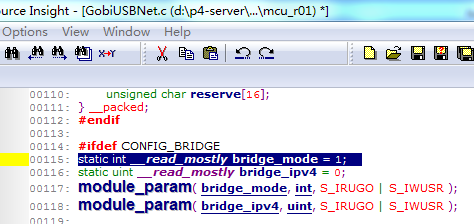 ource Insight - [GobiUSBNet.c (d:\p4-server\...\mcu_r01) *]
Options View Window Help
X→Y
00110: unsigned char reserve[16];
00111: } __packed;
00112: #endif
00113:
00114: #ifdef CONFIG_BRIDGE
00115: static int __read_mostly bridge_mode = 1;
00116: static uint __read_mostly bridge_ipv4 = 0;
00117: module_param( bridge_mode, int, S_IRUGO | S_IWUSR );
00118: module_param( bridge_ipv4, uint, S_IRUGO | S_IWUSR );
00119: